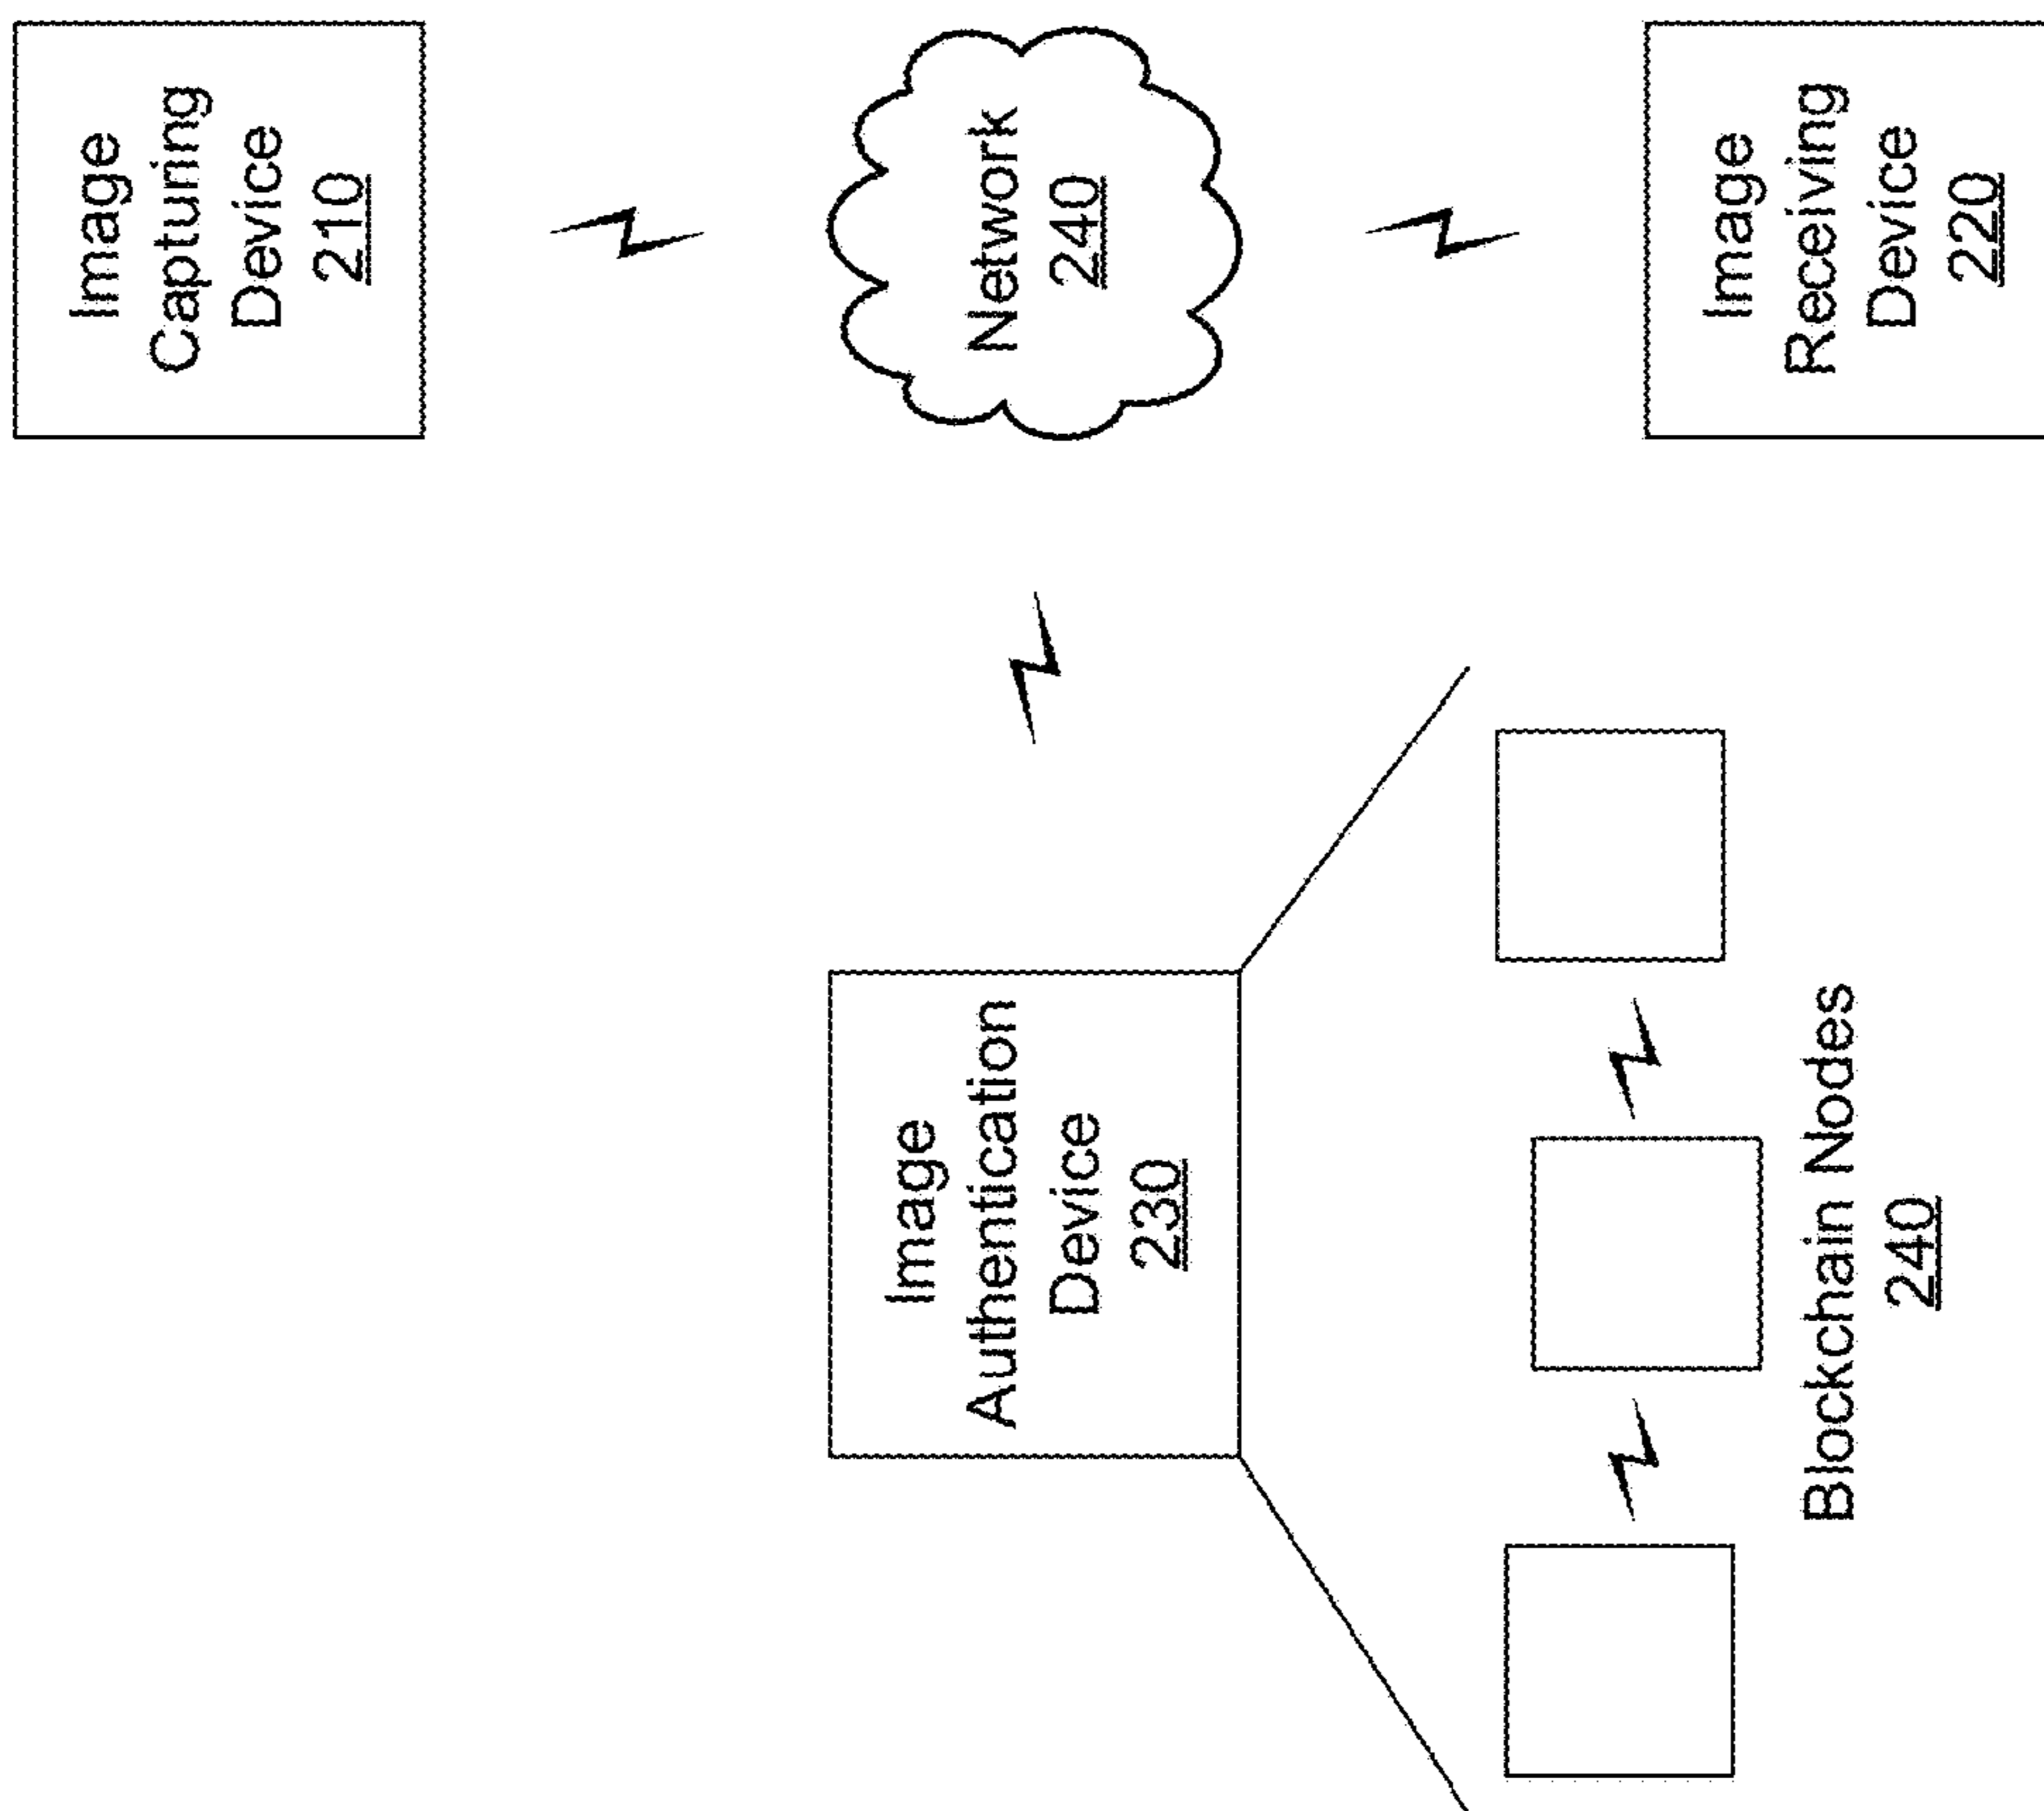 Image
Capturing
Device
210
Network
240
Image
Receiving
Device
220
Image
Authentication
Device
230
Blockchain Nodes
240